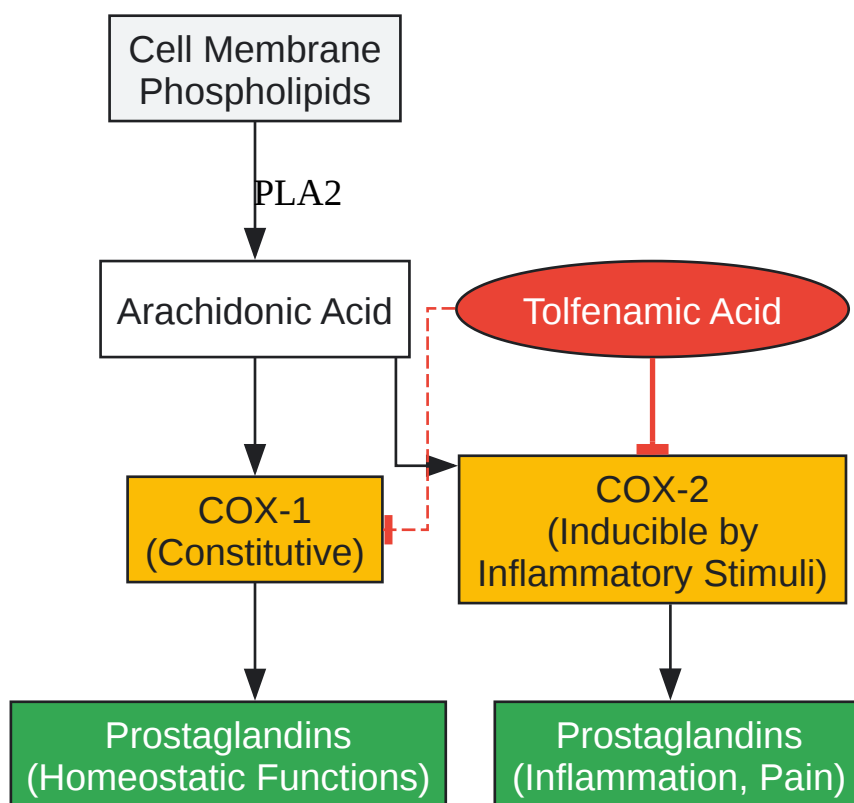 Cell Membrane
Phospholipids
PLA2
Arachidonic Acid
Tolfenamic Acid
COX-1
(Constitutive)
COX-2
(Inducible by
Inflammatory Stimuli)
Prostaglandins
(Homeostatic Functions)
Prostaglandins
(Inflammation, Pain)